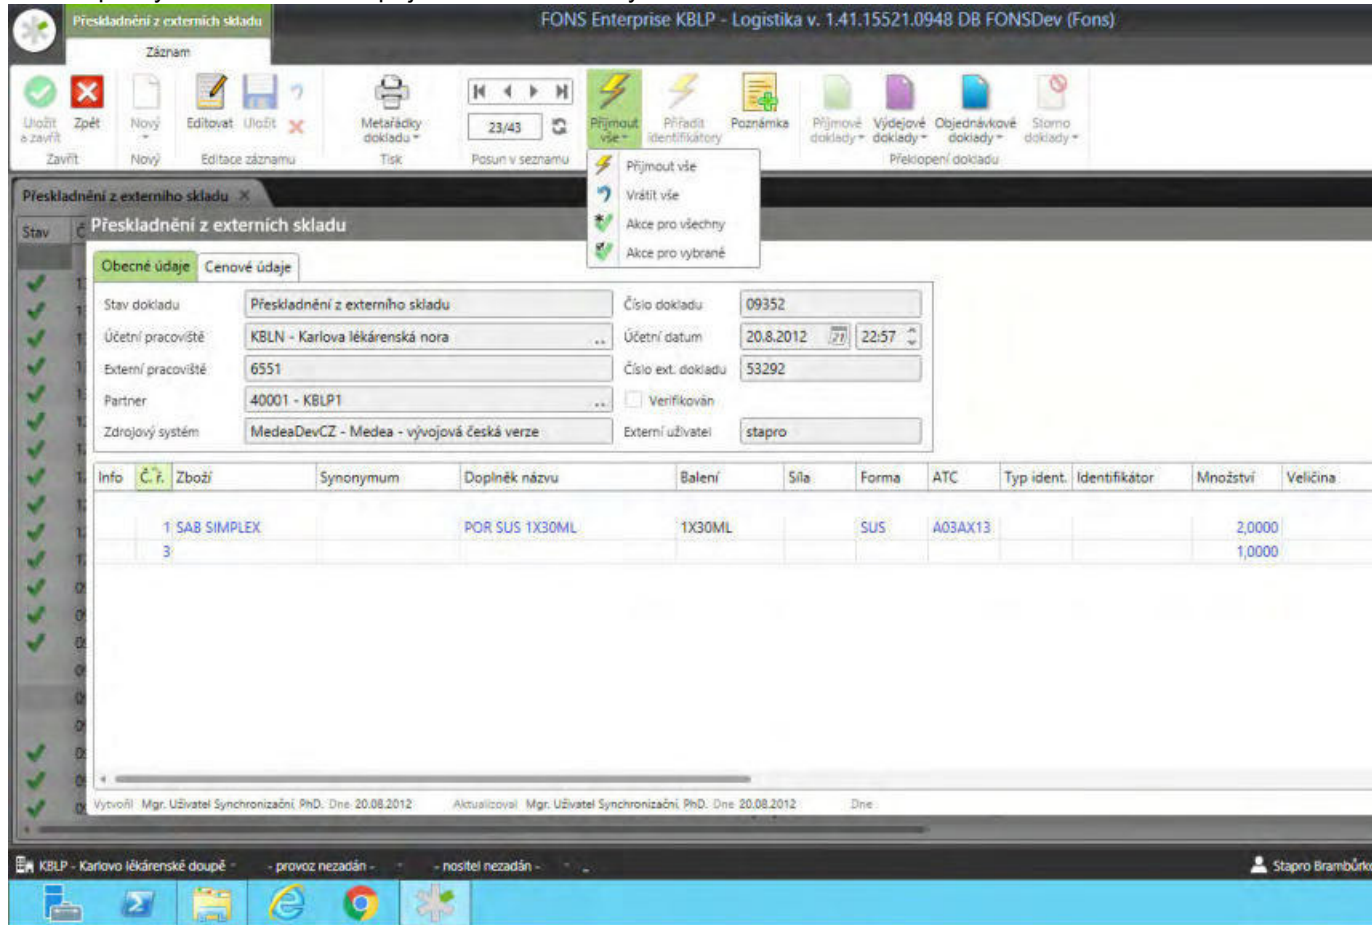 Přeskladnění z externích skladu
FONS Enterprise KBLP - Logistika v. 1.41.15521.0948 DB FONSDev (Fons)
Záznam
Uložit a zavřít
Zpět
Nový
Editovat
Uložit
Metařádky dokladu
23/43
Přijmout vše
Přiřadit identifikátory
Poznámka
Příjmové doklady
Výdejové doklady
Objednávkové doklady
Storno doklady
Zavřít
Nový
Editace záznamu
Tisk
Posun v seznamu
Překlopení dokladu
Přijmout vše
Vrátit vše
Akce pro všechny
Akce pro vybrané
Přeskladnění z externího skladu
Stav
Přeskladnění z externích skladu
Obecné údaje
Cenové údaje
Stav dokladu
Přeskladnění z externího skladu
Číslo dokladu
09352
Účetní pracoviště
KBLN - Karlova lékárenská nora ..
Účetní datum
20.8.2012
22:57
Externí pracoviště
6551
Číslo ext. dokladu
53292
Partner
40001 - KBLP1 ..
Verifikován
Zdrojový systém
MedeaDevCZ - Medea - vývojová česká verze
Externí uživatel
stapro
Info Č. ř. Zboží Synonymum Doplněk názvu Balení Síla Forma ATC Typ ident. Identifikátor Množství Veličina
1 SAB SIMPLEX POR SUS 1X30ML 1X30ML SUS A03AX13 2,0000
3 1,0000
Vytvořil Mgr. Uživatel Synchronizační, PhD. Dne 20.08.2012 Aktualizoval Mgr. Uživatel Synchronizační, PhD. Dne 20.08.2012 Dne
KBLP - Karlovo lékárenské doupě - provoz nezadán - - nositel nezadán -
Stapro